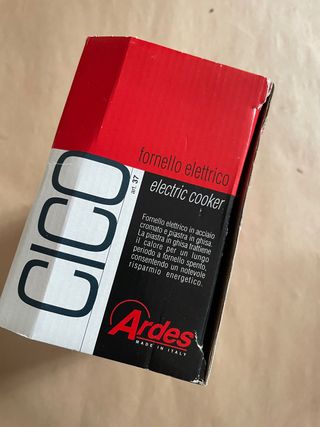 CICO
art. 37
fornello elettrico
electric cooker
Fornello elettrico in acciaio
cromato e piastra in ghisa.
La piastra in ghisa trattiene
il calore per un lungo
periodo a fornello spento,
consentendo un notevole
risparmio energetico.
Ardes
MADE IN ITALY